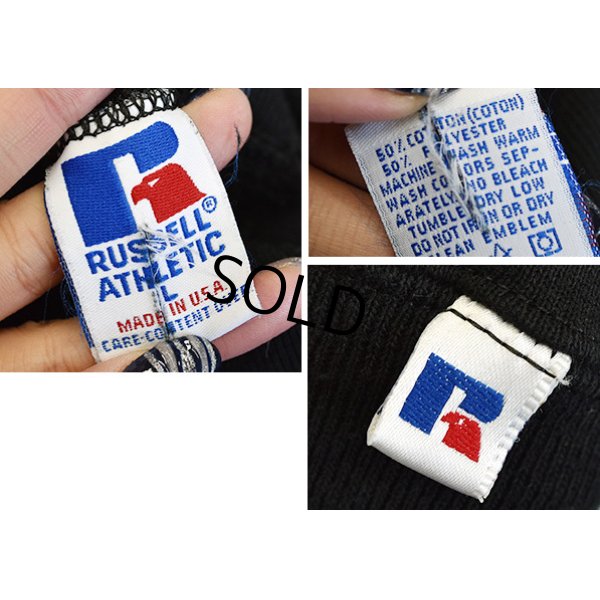 RUSSELL
ATHLETIC
L
MADE IN U.S.A.
CARE-CONTENT
50% COTTON (COTON)
50% POLYESTER
MACHINE WASH WARM
WASH COLORS SEP-
ARATELY NO BLEACH
TUMBLE DRY LOW
DO NOT IRON OR DRY
CLEAN EMBLEM
SOLD